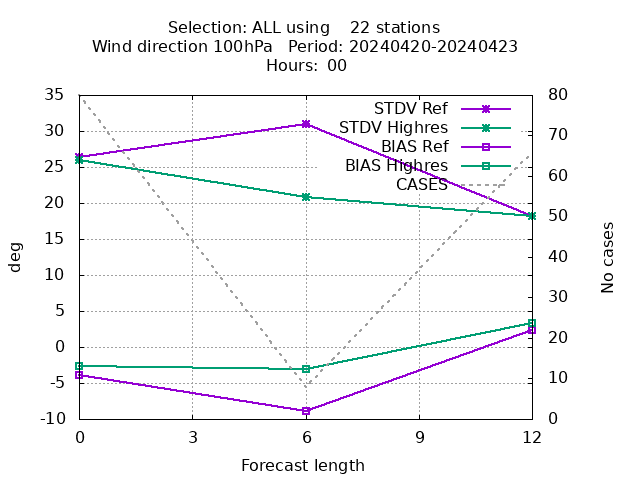 Selection: ALL using    22 stations
Wind direction 100hPa   Period: 20240420-20240423
Hours: 00
STDV Ref
STDV Highres
BIAS Ref
BIAS Highres
CASES
35
30
25
20
15
10
5
0
-5
-10
deg
80
70
60
50
40
30
20
10
0
No cases
0
3
6
9
12
Forecast length